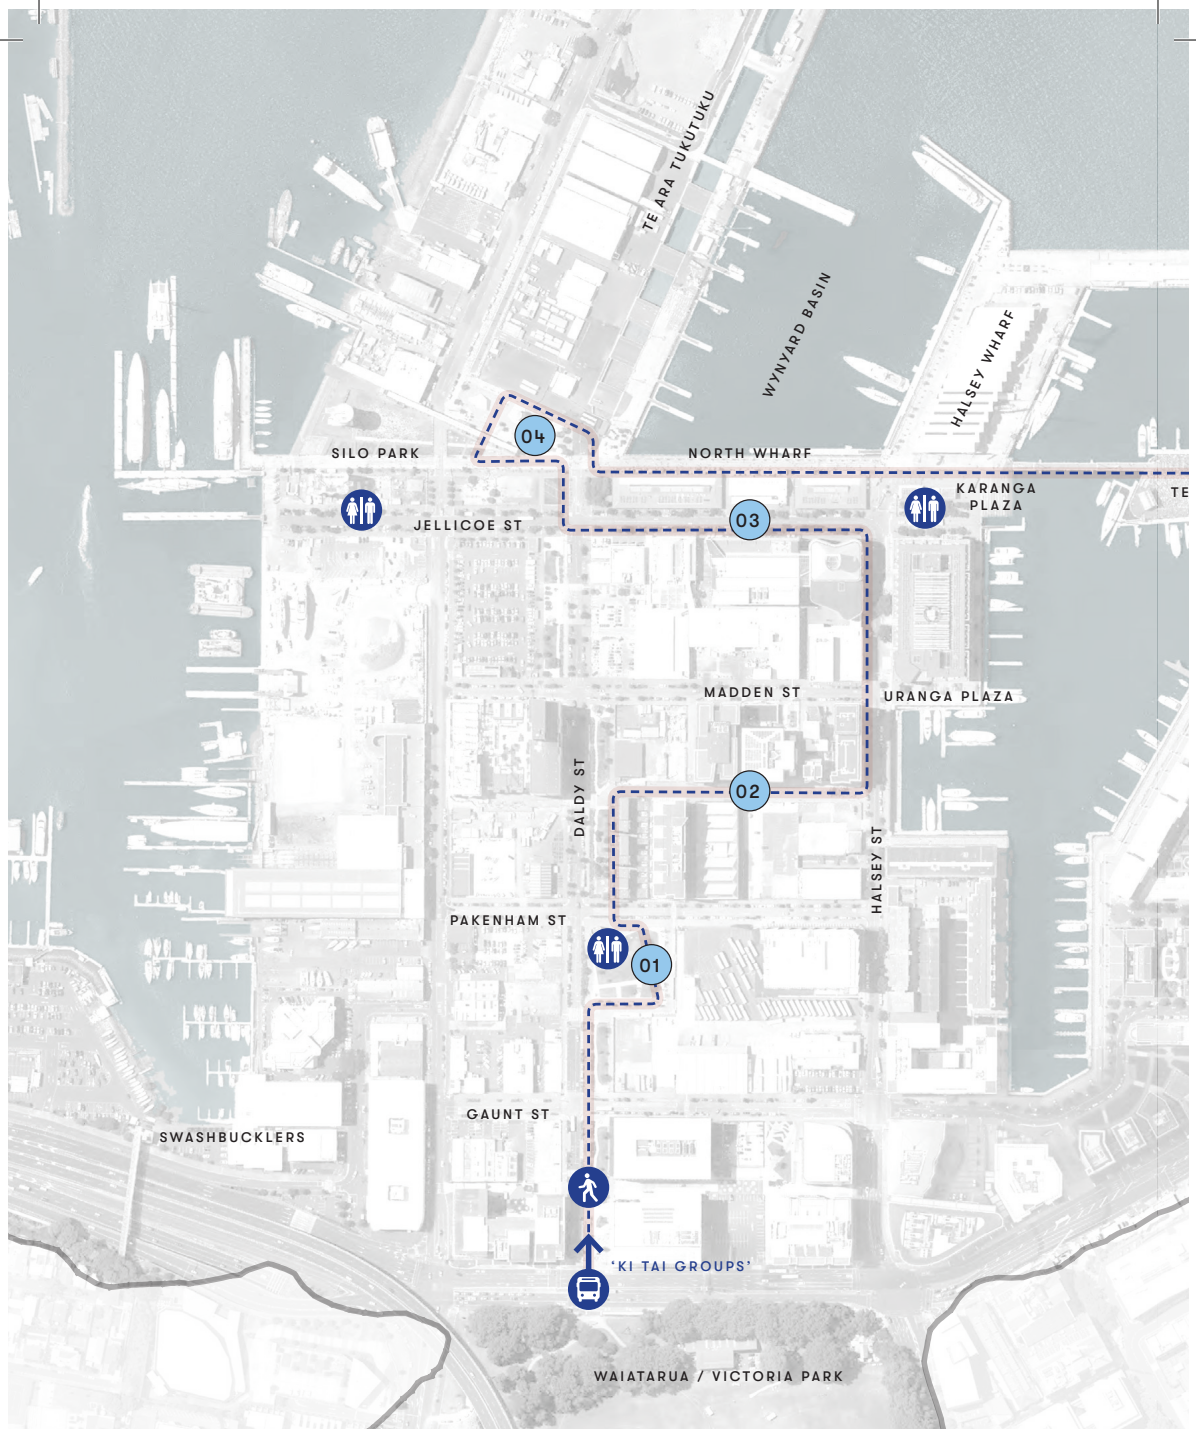 TE ARA TUKUTUKU
WYNYARD BASIN
HALSEY WHARF
04
SILO PARK
NORTH WHARF
KARANGA
PLAZA
TE
JELLICOE ST
03
MADDEN ST
URANGA PLAZA
DALDY ST
02
HALSEY ST
PAKENHAM ST
01
GAUNT ST
SWASHBUCKLERS
‘KI TAI GROUPS’
WAIATARUA / VICTORIA PARK